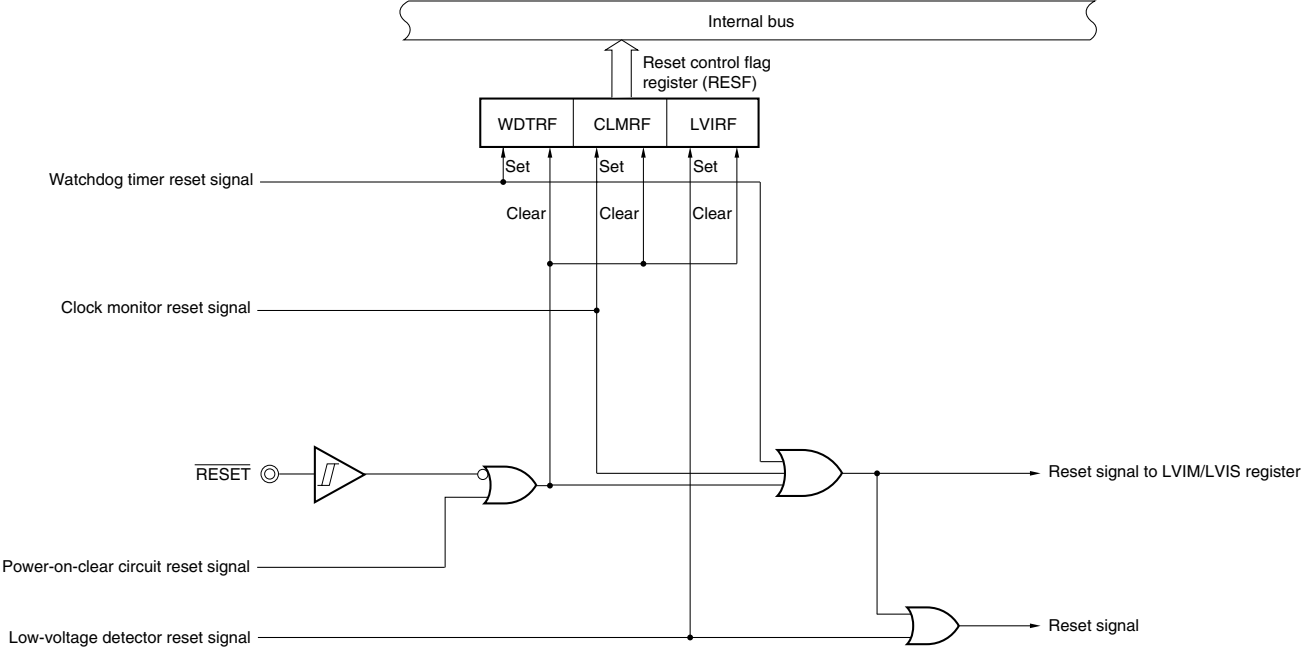 Internal bus
Reset control flag
register (RESF)
WDTRF
CLMRF
LVIRF
Set
Set
Set
Watchdog timer reset signal
Clear
Clear
Clear
Clock monitor reset signal
RESET
Reset signal to LVIM/LVIS register
Power-on-clear circuit reset signal
Reset signal
Low-voltage detector reset signal